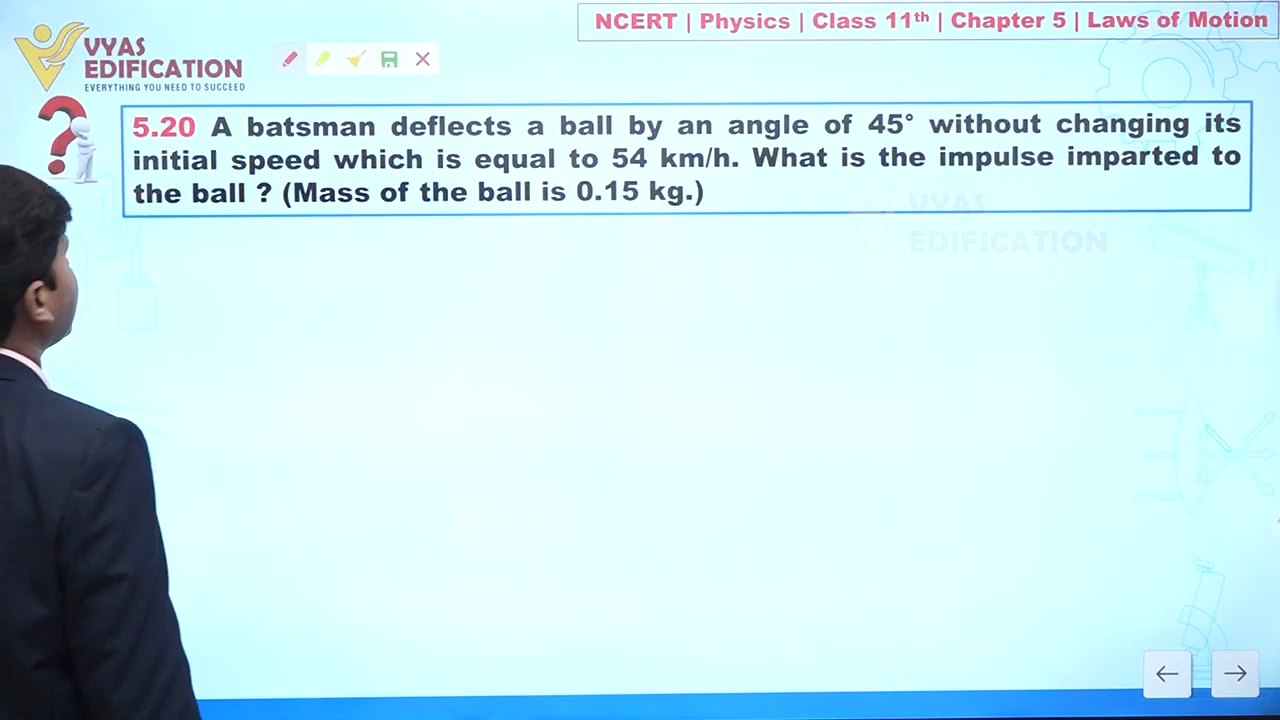 NCERT | Physics | Class 11th | Chapter 5 | Laws of Motion
VYAS
EDIFICATION
EVERYTHING YOU NEED TO SUCCEED
5.20 A batsman deflects a ball by an angle of 45° without changing its
initial speed which is equal to 54 km/h. What is the impulse imparted to
the ball ? (Mass of the ball is 0.15 kg.)
VYAS
EDIFICATION